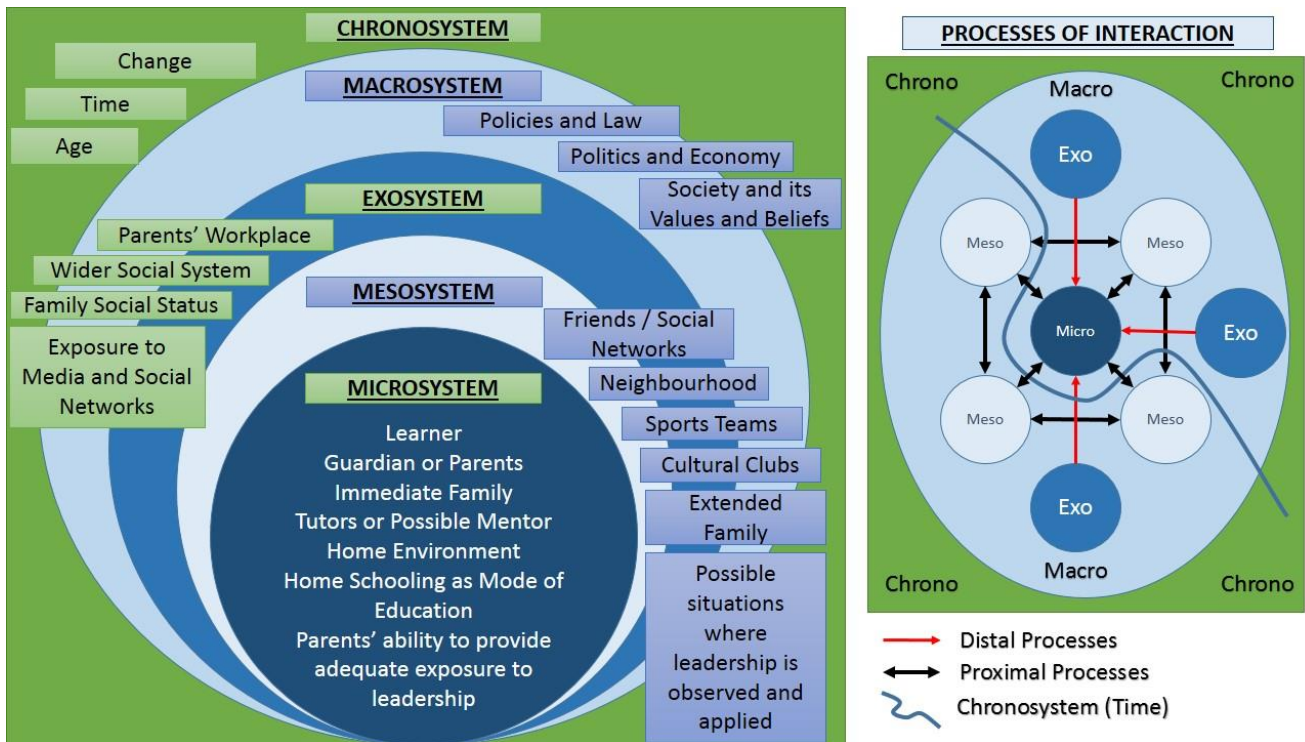 CHRONOSYSTEM
Change
Time
Age
MACROSYSTEM
Policies and Law
Politics and Economy
Society and its
Values and Beliefs
EXOSYSTEM
Parents’ Workplace
Wider Social System
Family Social Status
Exposure to
Media and Social
Networks
MESOSYSTEM
Friends / Social
Networks
Neighbourhood
Sports Teams
Cultural Clubs
Extended
Family
Possible
situations
where
leadership is
observed and
applied
MICROSYSTEM
Learner
Guardian or Parents
Immediate Family
Tutors or Possible Mentor
Home Environment
Home Schooling as Mode of
Education
Parents’ ability to provide
adequate exposure to
leadership
PROCESSES OF INTERACTION
Chrono
Chrono
Macro
Exo
Meso
Meso
Micro
Exo
Meso
Meso
Exo
Macro
Chrono
Chrono
Distal Processes
Proximal Processes
Chronosystem (Time)